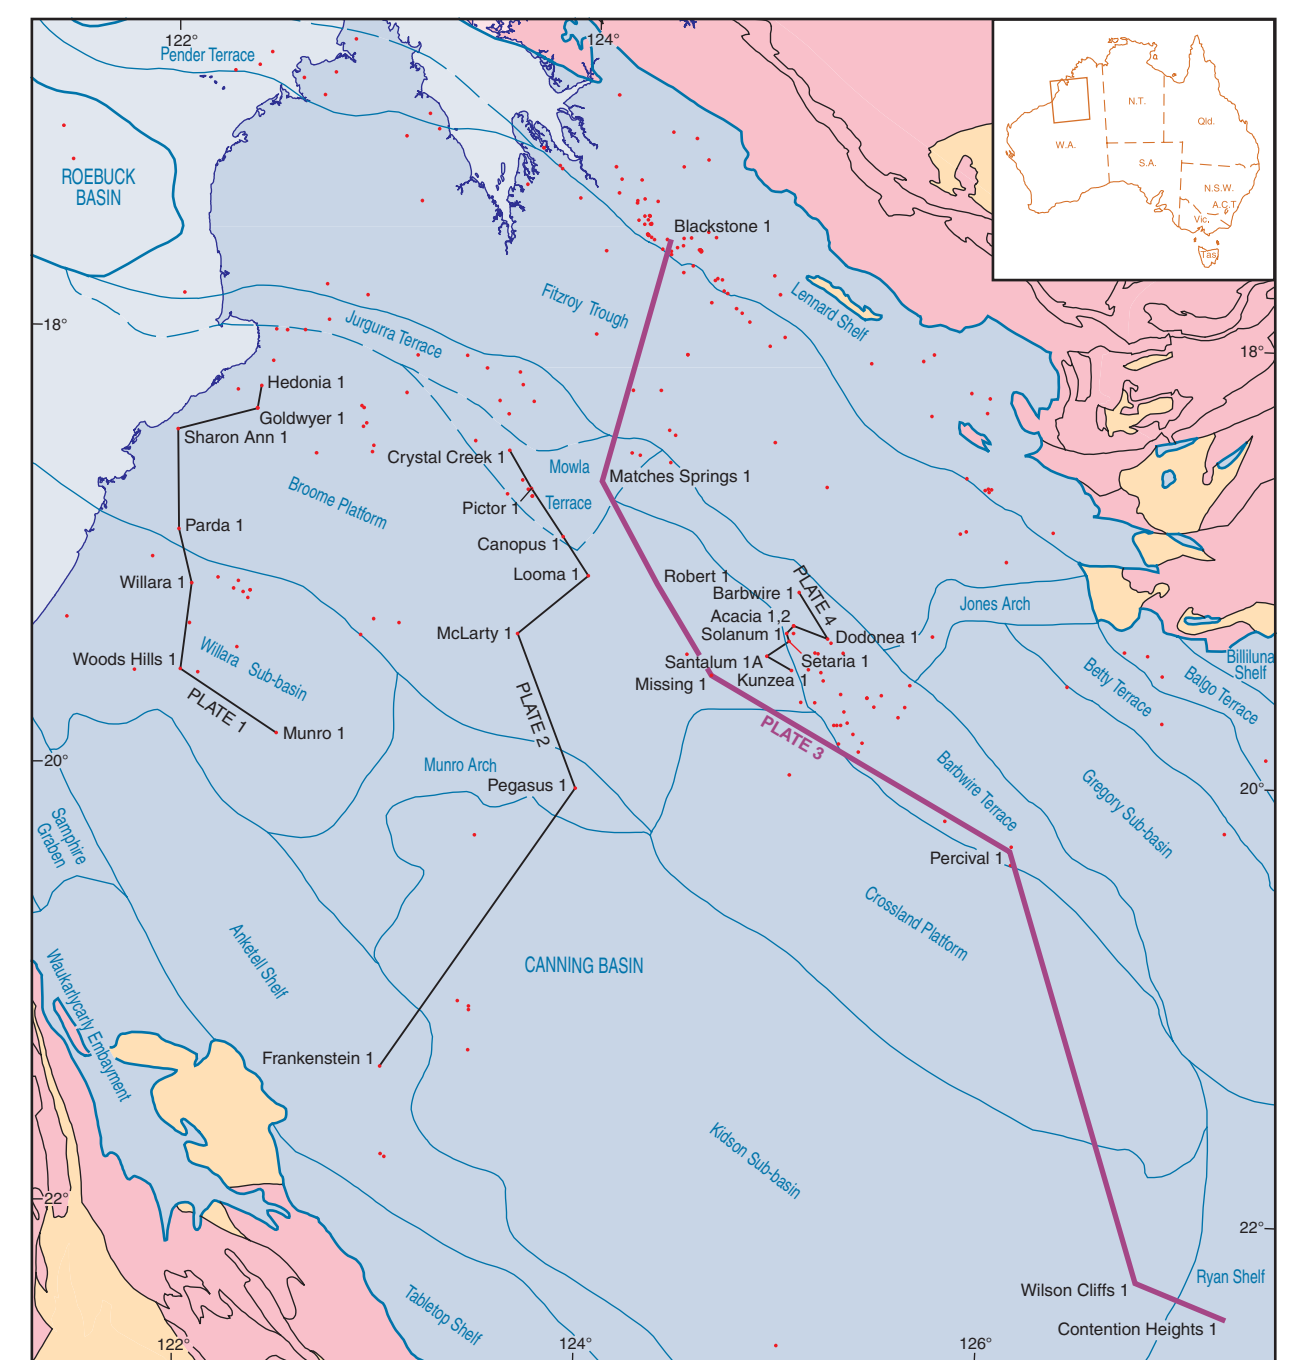 122°
124°
Pender Terrace
N.T.
Qld.
W.A.
S.A.
N.S.W.
A.C.T.
Vic.
Tas.
ROEBUCK
BASIN
Blackstone 1
Fitzroy Trough
Lennard Shelf
18°
Jurgurra Terrace
18°
Hedonia 1
Goldwyer 1
Sharon Ann 1
Crystal Creek 1
Mowla
Terrace
Matches Springs 1
Broome Platform
Pictor 1
Parda 1
Canopus 1
Looma 1
Willara 1
Robert 1
Barbwire 1
PLATE 4
Jones Arch
Acacia 1,2
Solanum 1
Dodonea 1
McLarty 1
Woods Hills 1
Willara Sub-basin
Santalum 1A
Setaria 1
Kunzea 1
Missing 1
Betty Terrace
Balgo Terrace
Billiluna
Shelf
PLATE 1
Munro 1
PLATE 2
PLATE 3
20°
Munro Arch
Pegasus 1
Barbwire Terrace
Gregory Sub-basin
20°
Samphire
Graben
Percival 1
Crossland Platform
Anketell Shelf
CANNING BASIN
Waukarlycarly Embayment
Frankenstein 1
Kidson Sub-basin
22°
22°
Ryan Shelf
Wilson Cliffs 1
Tabletop Shelf
Contention Heights 1
122°
124°
126°